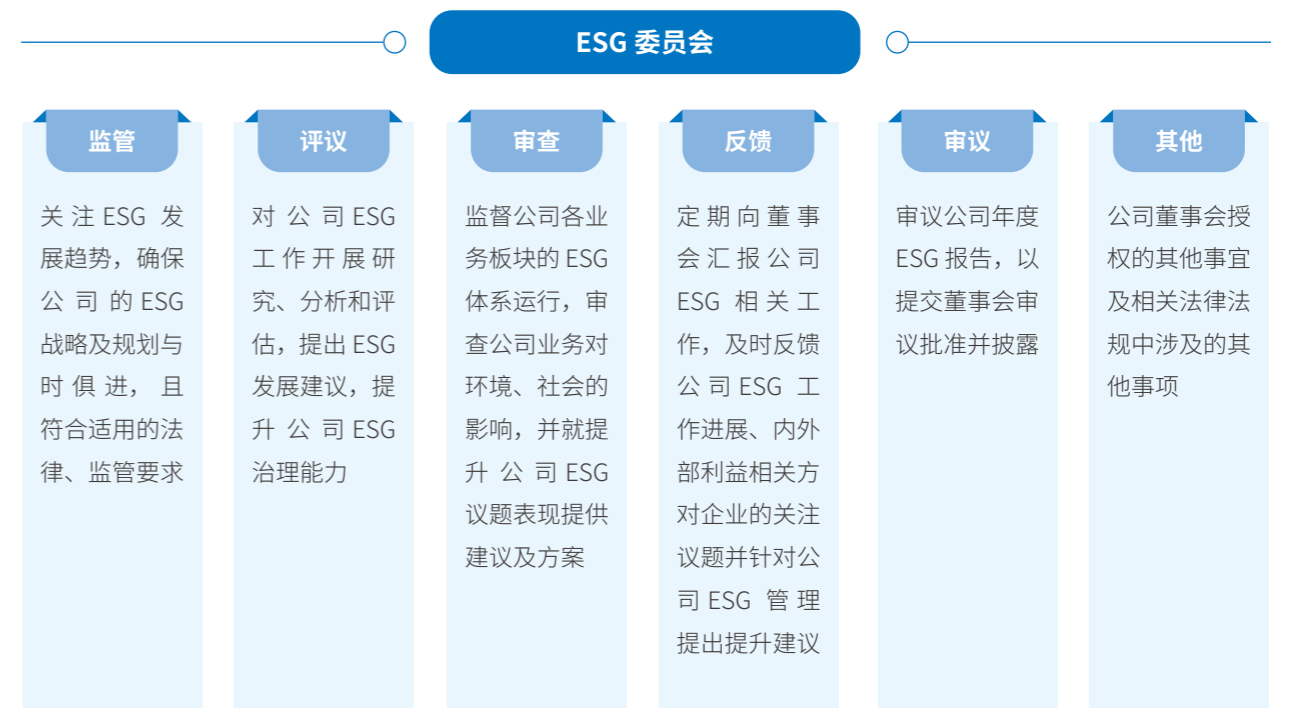 ESG 委员会
监管
关注ESG 发
展趋势，确保
公司的ESG
战略及规划与
时俱进，且
符合适用的法
律、监管要求
评议
对公司ESG
工作开展研
究、分析和评
估，提出 ESG
发展建议，提
升公司ESG
治理能力
审查
监督公司各业
务板块的 ESG
体系运行，审
查公司业务对
环境、社会的
影响，并就提
升公司ESG
议题表现提供
建议及方案
反馈
定期向董事
会汇报公司
ESG 相关工
作，及时反馈
公司ESG 工
作进展、内外
部利益相关方
对企业的关注
议题并针对公
司ESG 管理
提出提升建议
审议
审议公司年度
ESG 报告，以
提交董事会审
议批准并披露
其他
公司董事会授
权的其他事宜
及相关法律法
规中涉及的其
他事项